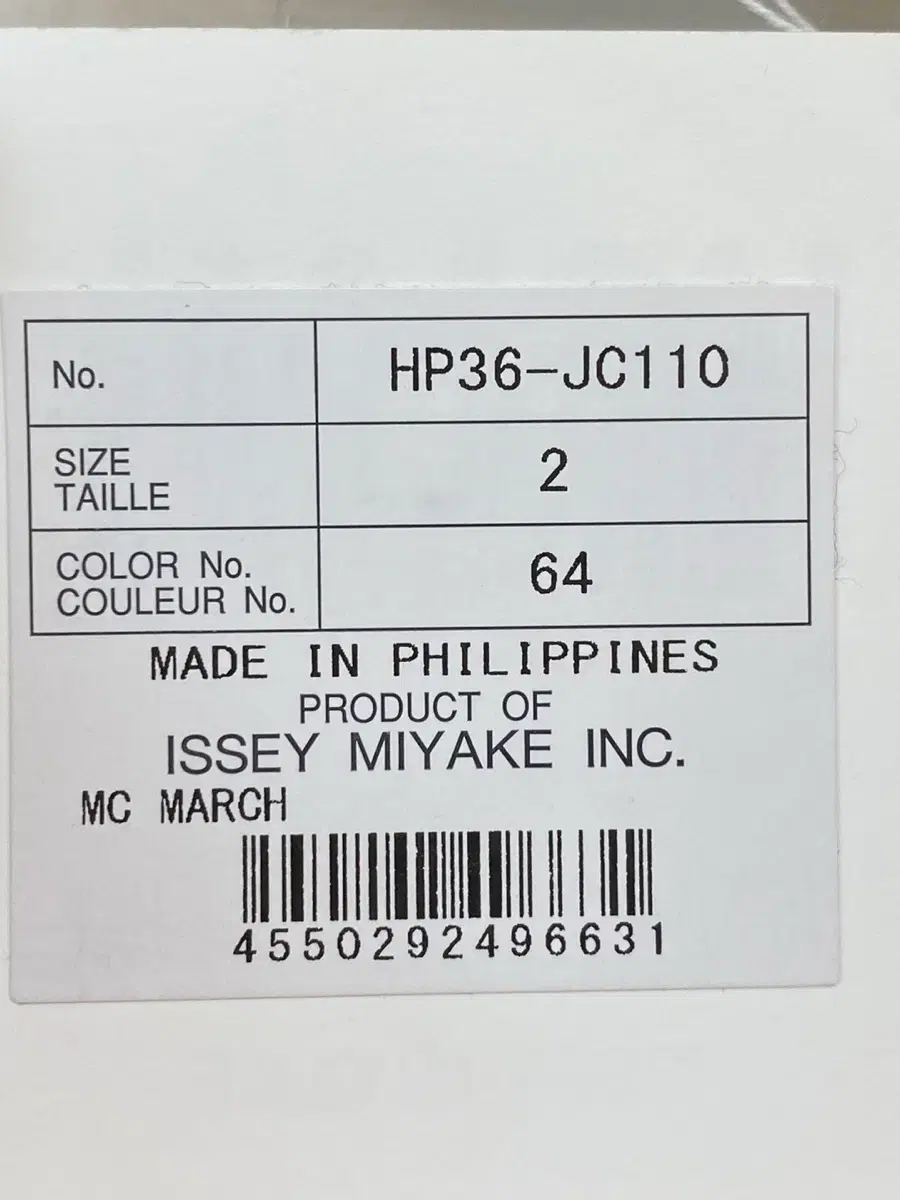 No. HP36-JC110
SIZE
TAILLE
2
COLOR No.
COULEUR No.
64
MADE IN PHILIPPINES
PRODUCT OF
ISSEY MIYAKE INC.
MC MARCH
4550292496631